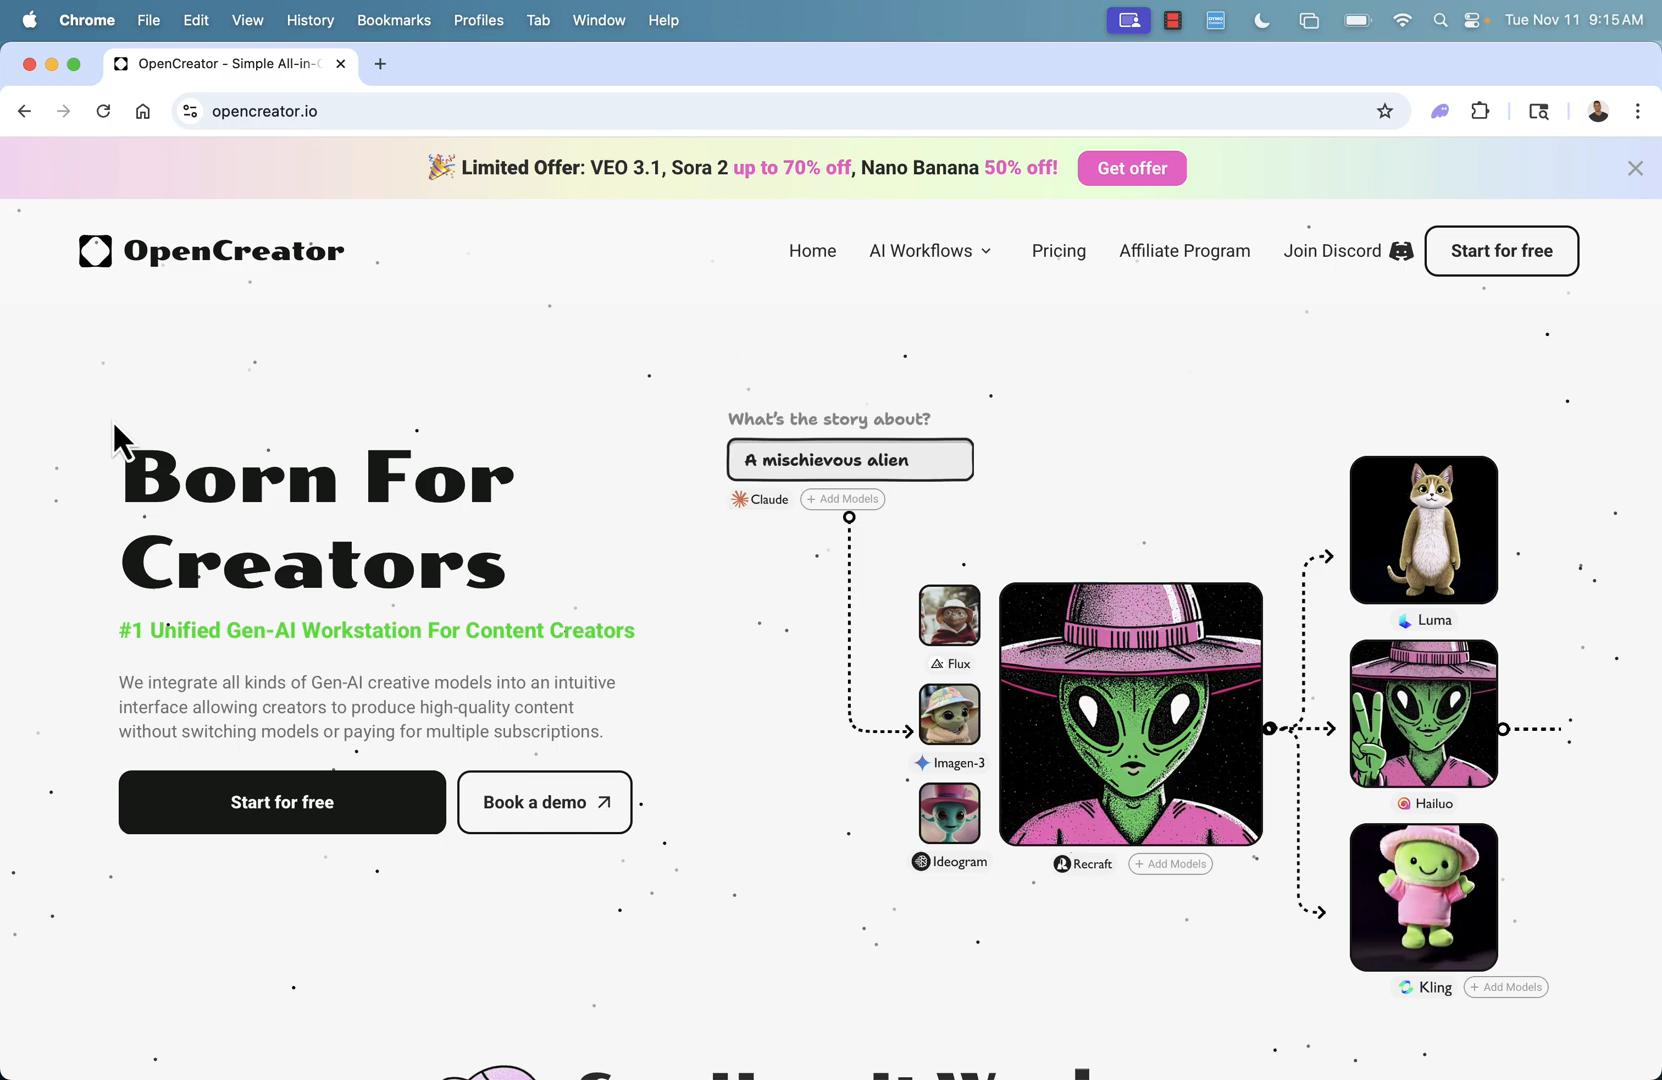 Chrome File Edit View History Bookmarks Profiles Tab Window Help
Tue Nov 11 9:15 AM
OpenCreator - Simple All-in-
opencreator.io
Limited Offer: VEO 3.1, Sora 2 up to 70% off, Nano Banana 50% off! Get offer
OpenCreator
Home AI Workflows Pricing Affiliate Program Join Discord Start for free
Born For
Creators
#1 Unified Gen-AI Workstation For Content Creators
We integrate all kinds of Gen-AI creative models into an intuitive
interface allowing creators to produce high-quality content
without switching models or paying for multiple subscriptions.
Start for free
Book a demo
What's the story about?
A mischievous alien
Claude
+ Add Models
Flux
Imagen-3
Ideogram
Recraft
+ Add Models
Luma
Hailuo
Kling
+ Add Models